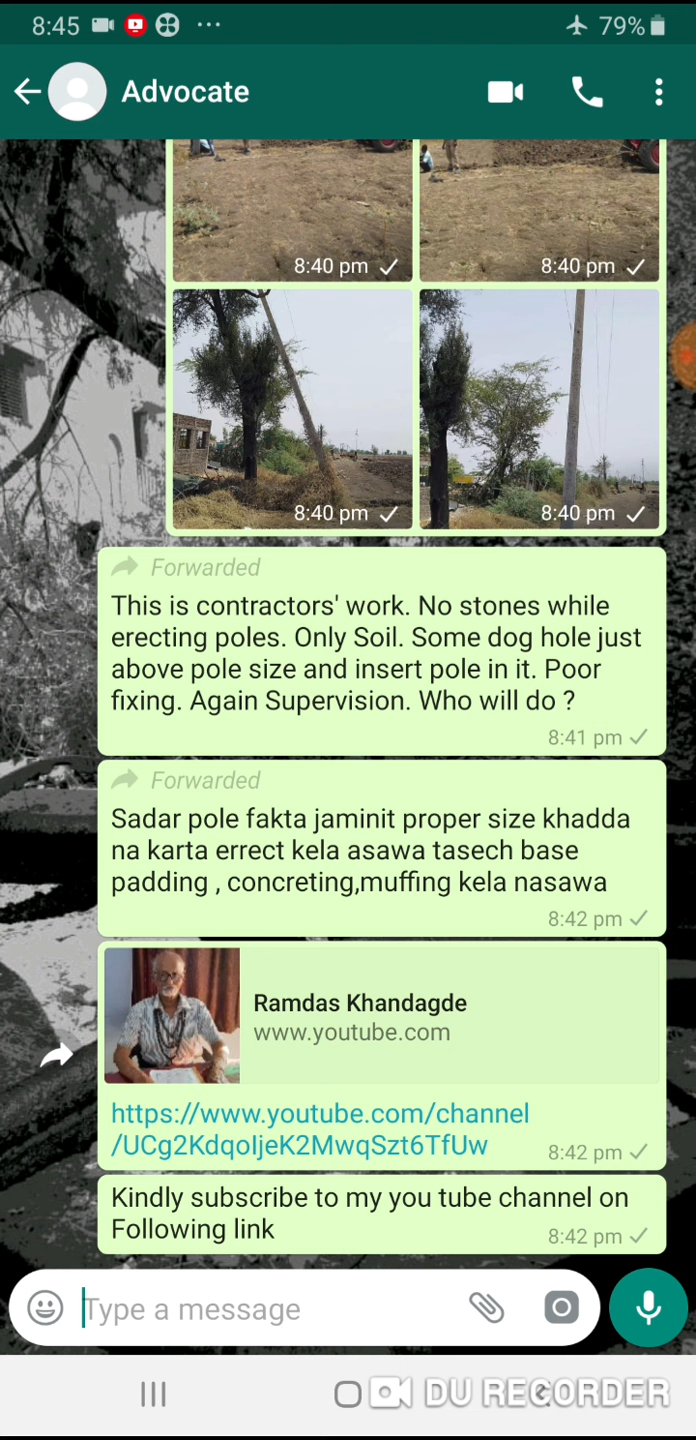 8:45
79%
Advocate
8:40 pm
8:40 pm
8:40 pm
8:40 pm
Forwarded
This is contractors' work. No stones while
erecting poles. Only Soil. Some dog hole just
above pole size and insert pole in it. Poor
fixing. Again Supervision. Who will do ?
8:41 pm
Forwarded
Sadar pole fakta jaminit proper size khadda
na karta errect kela asawa tasech base
padding , concreting,muffing kela nasawa
8:42 pm
Ramdas Khandagde
www.youtube.com
https://www.youtube.com/channel
/UCg2KdqoIjeK2MwqSzt6TfUw
8:42 pm
Kindly subscribe to my you tube channel on
Following link
8:42 pm
Type a message
DU RECORDER